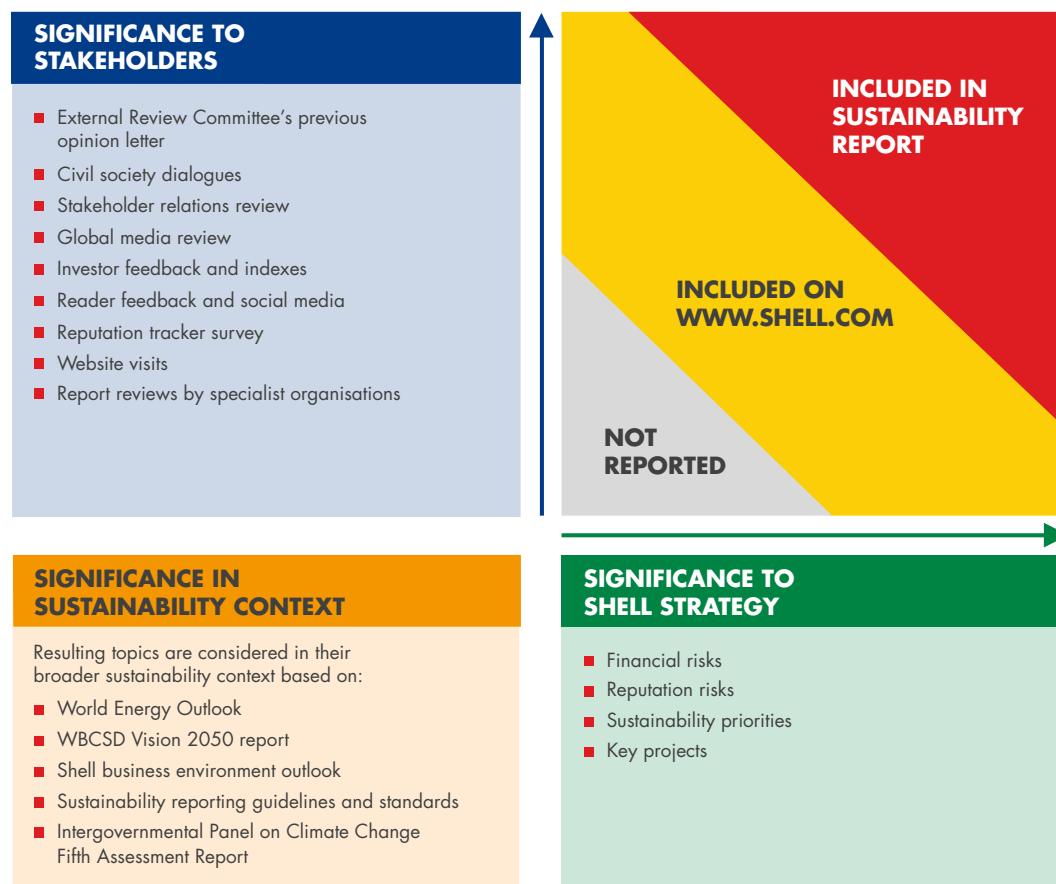 SIGNIFICANCE TO
STAKEHOLDERS
External Review Committee's previous
opinion letter
Civil society dialogues
Stakeholder relations review
Global media review
Investor feedback and indexes
Reader feedback and social media
Reputation tracker survey
Website visits
Report reviews by specialist organisations
INCLUDED IN
SUSTAINABILITY
REPORT
INCLUDED ON
WWW.SHELL.COM
NOT
REPORTED
SIGNIFICANCE IN
SUSTAINABILITY CONTEXT
Resulting topics are considered in their
broader sustainability context based on:
World Energy Outlook
WBCSD Vision 2050 report
Shell business environment outlook
Sustainability reporting guidelines and standards
Intergovernmental Panel on Climate Change
Fifth Assessment Report
SIGNIFICANCE TO
SHELL STRATEGY
Financial risks
Reputation risks
Sustainability priorities
Key projects